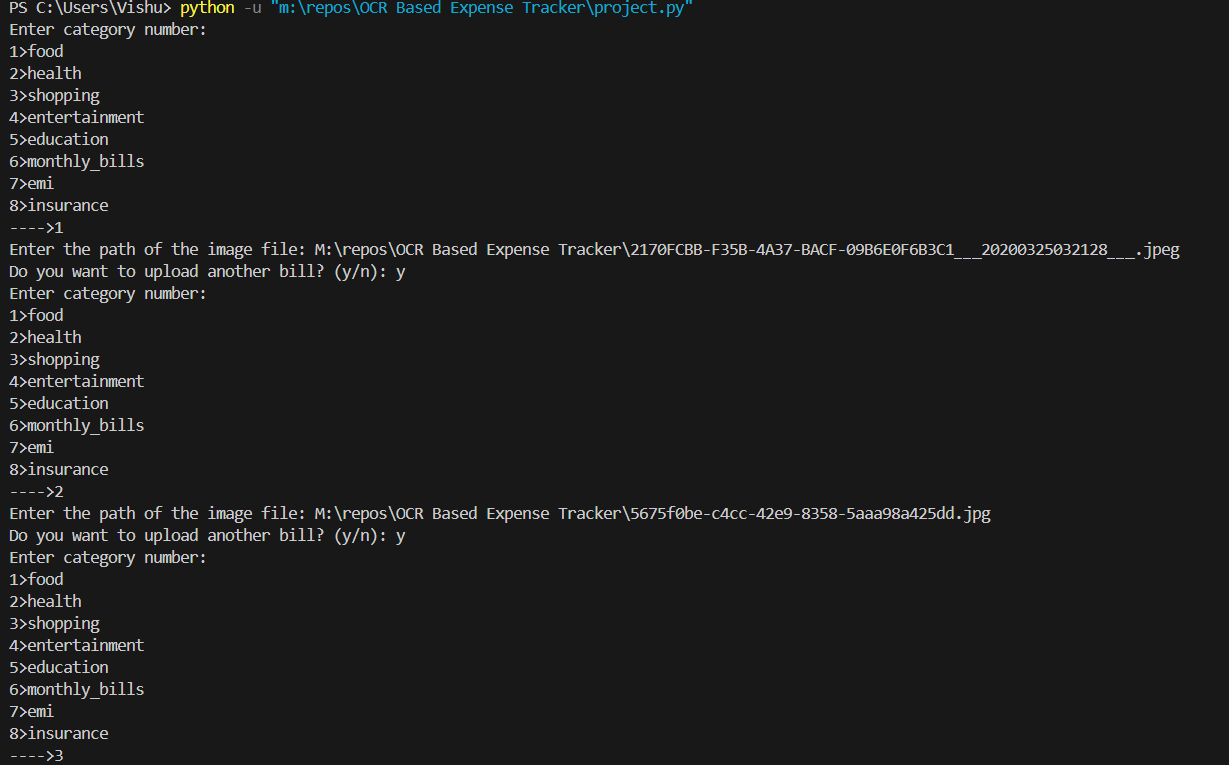 PS C:\Users\Vishu> python -u "m:\repos\OCR Based Expense Tracker\project.py"
Enter category number:
1>food
2>health
3>shopping
4>entertainment
5>education
6>monthly_bills
7>emi
8>insurance
---->1
Enter the path of the image file: M:\repos\OCR Based Expense Tracker\2170FCBB-F35B-4A37-BACF-09B6E0F6B3C1___20200325032128___.jpeg
Do you want to upload another bill? (y/n): y
Enter category number:
1>food
2>health
3>shopping
4>entertainment
5>education
6>monthly_bills
7>emi
8>insurance
---->2
Enter the path of the image file: M:\repos\OCR Based Expense Tracker\5675f0be-c4cc-42e9-8358-5aaa98a425dd.jpg
Do you want to upload another bill? (y/n): y
Enter category number:
1>food
2>health
3>shopping
4>entertainment
5>education
6>monthly_bills
7>emi
8>insurance
---->3